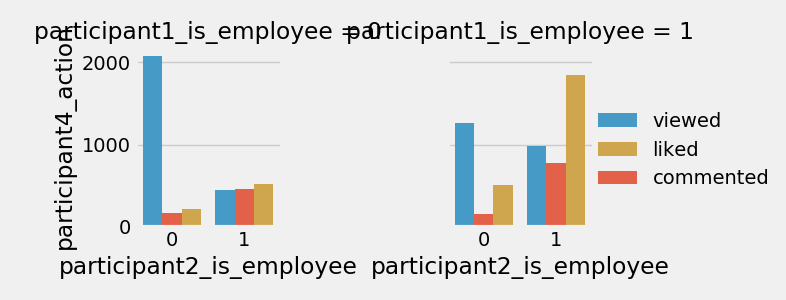 participant1_is_employee = 0
participant1_is_employee = 1
participant4_action
2000
1000
0
0 1
0 1
participant2_is_employee
participant2_is_employee
viewed
liked
commented